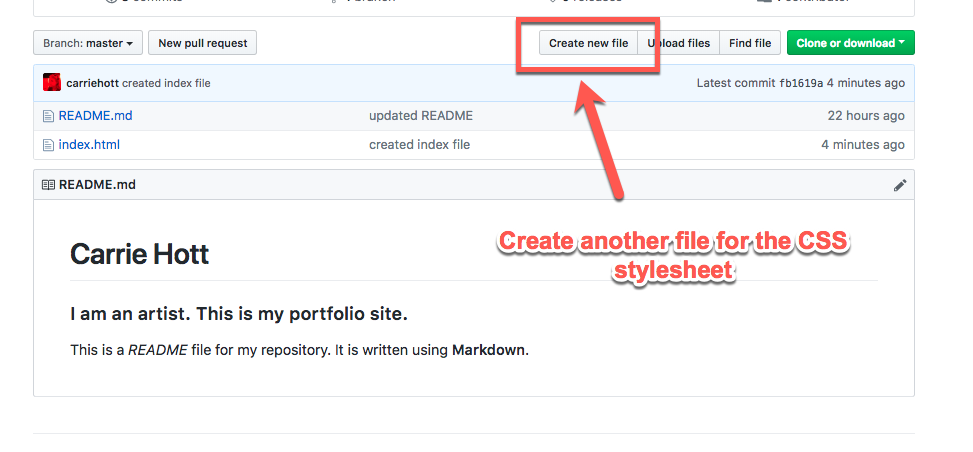 Branch: master New pull request Create new file Upload files Find file Clone or download
carriehott created index file Latest commit fb1619a 4 minutes ago
README.md updated README 22 hours ago
index.html created index file 4 minutes ago
README.md
Create another file for the CSS
stylesheet
Carrie Hott
I am an artist. This is my portfolio site.
This is a README file for my repository. It is written using Markdown.